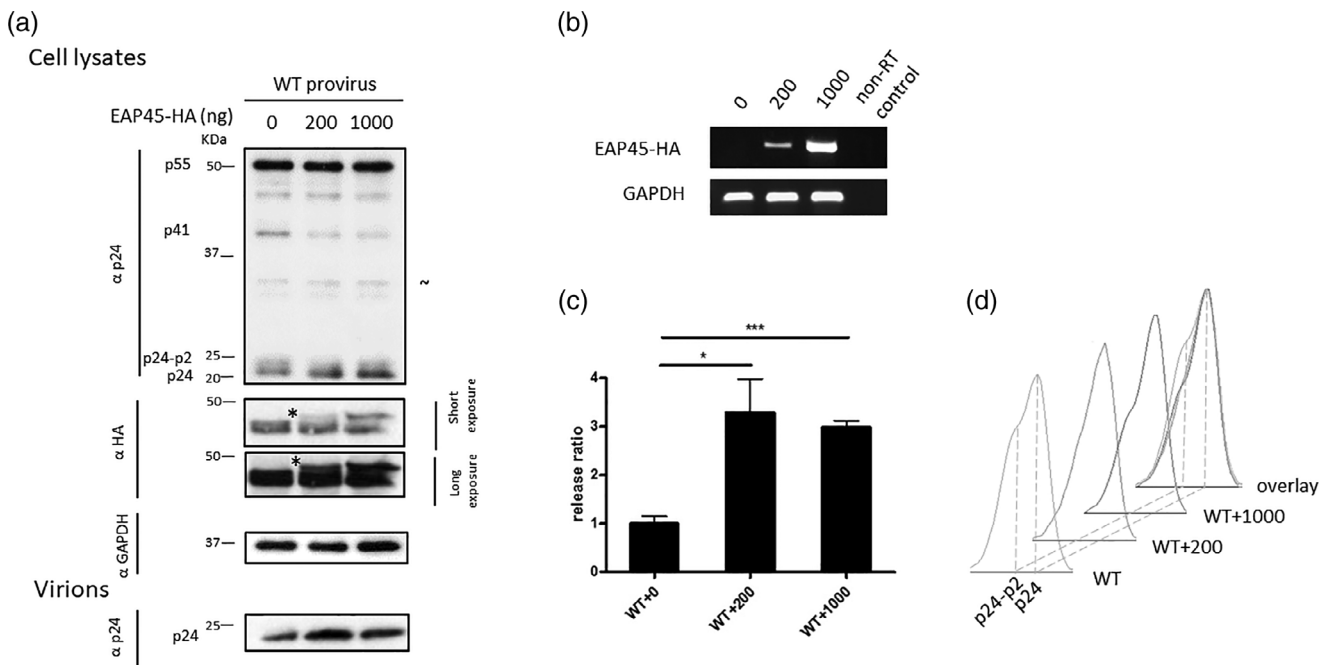 (a)
Cell lysates
WT provirus
EAP45-HA (ng) 0 200 1000
KDa
α p24
p55 50
p41
37
~
p24-p2 25
p24 20
α HA
50 *
Short exposure
50 *
Long exposure
α GAPDH
37
Virions
α p24
p24 25
(b)
0 200 1000 non-RT control
EAP45-HA
GAPDH
(c)
***
*
release ratio
4
3
2
1
0
WT+0 WT+200 WT+1000
(d)
overlay
WT+1000
WT+200
WT
p24-p2
p24